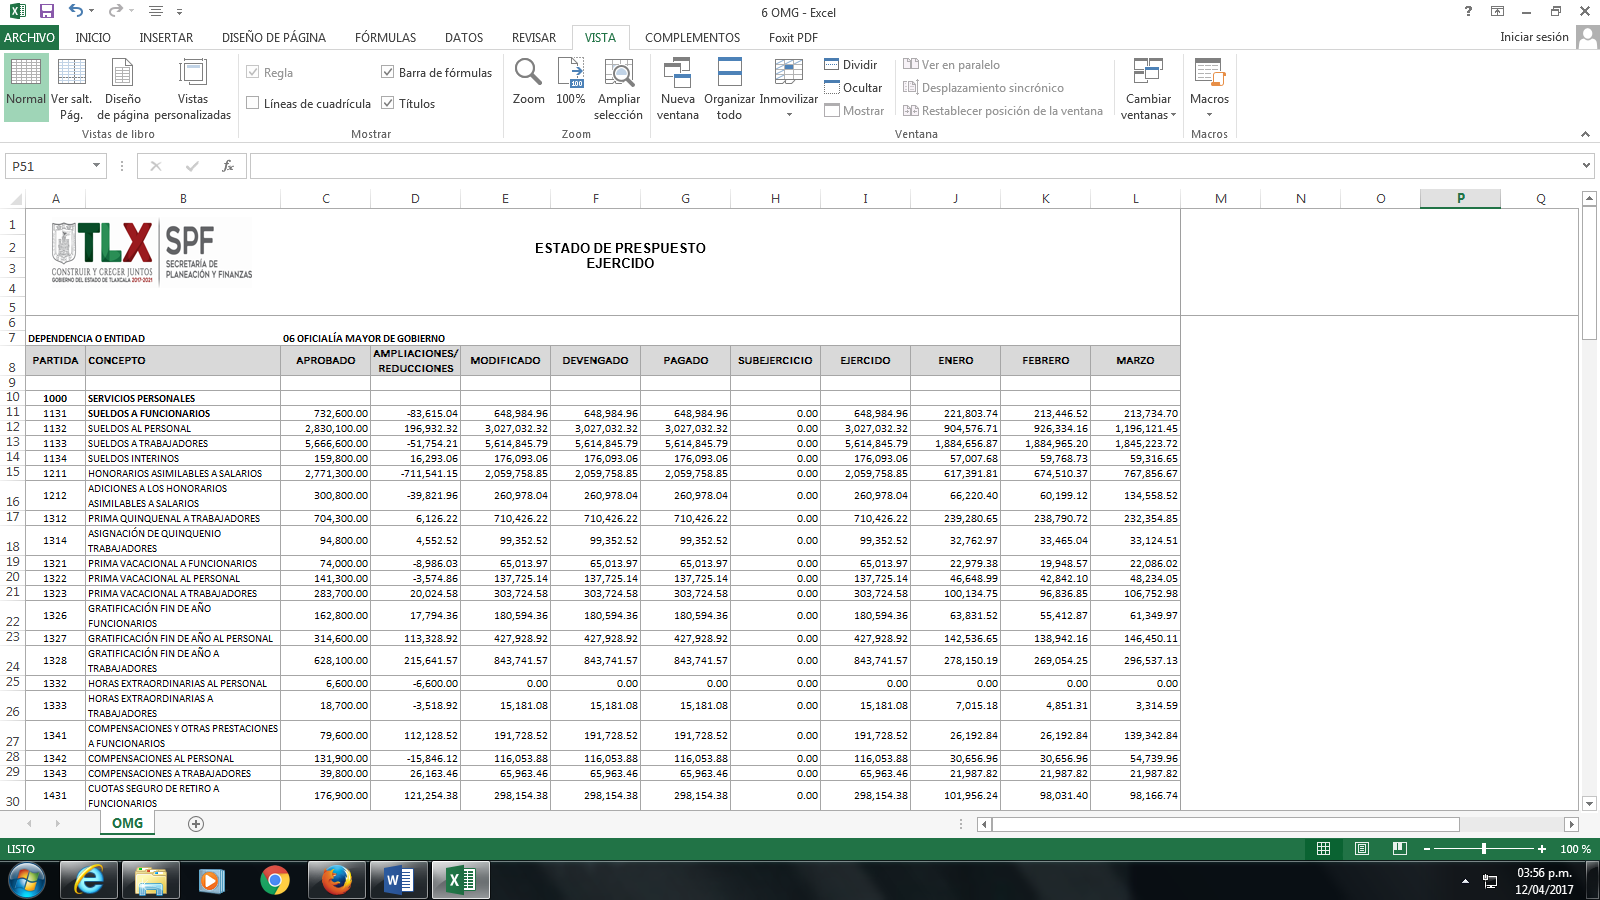 6 OMG - Excel
ARCHIVO INICIO INSERTAR DISEÑO DE PÁGINA FÓRMULAS DATOS REVISAR VISTA COMPLEMENTOS Foxit PDF Iniciar sesión
Normal Ver salt. Pág. Diseño de página Vistas personalizadas
Vistas de libro
Regla Barra de fórmulas
Líneas de cuadrícula Títulos
Mostrar
Zoom 100% Ampliar selección
Zoom
Nueva ventana Organizar todo Inmovilizar
Dividir Ver en paralelo
Ocultar Desplazamiento sincrónico
Mostrar Restablecer posición de la ventana
Cambiar ventanas
Ventana
Macros
Macros
P51 fx
A B C D E F G H I J K L M N O P Q
1
2
3
4
5
6
TLX SPF
SECRETARÍA DE
PLANEACIÓN Y FINANZAS
CONSTRUIR Y CRECER JUNTOS
GOBIERNO DEL ESTADO DE TLAXCALA 2017-2021
ESTADO DE PRESPUESTO
EJERCIDO
7 DEPENDENCIA O ENTIDAD 06 OFICIALÍA MAYOR DE GOBIERNO
8 PARTIDA CONCEPTO APROBADO AMPLIACIONES/ REDUCCIONES MODIFICADO DEVENGADO PAGADO SUBEJERCICIO EJERCIDO ENERO FEBRERO MARZO
9
10 1000 SERVICIOS PERSONALES
11 1131 SUELDOS A FUNCIONARIOS 732,600.00 -83,615.04 648,984.96 648,984.96 648,984.96 0.00 648,984.96 221,803.74 213,446.52 213,734.70
12 1132 SUELDOS AL PERSONAL 2,830,100.00 196,932.32 3,027,032.32 3,027,032.32 3,027,032.32 0.00 3,027,032.32 904,576.71 926,334.16 1,196,121.45
13 1133 SUELDOS A TRABAJADORES 5,666,600.00 -51,754.21 5,614,845.79 5,614,845.79 5,614,845.79 0.00 5,614,845.79 1,884,656.87 1,884,965.20 1,845,223.72
14 1134 SUELDOS INTERINOS 159,800.00 16,293.06 176,093.06 176,093.06 176,093.06 0.00 176,093.06 57,007.68 59,768.73 59,316.65
15 1211 HONORARIOS ASIMILABLES A SALARIOS 2,771,300.00 -711,541.15 2,059,758.85 2,059,758.85 2,059,758.85 0.00 2,059,758.85 617,391.81 674,510.37 767,856.67
16 1212 ADICIONES A LOS HONORARIOS ASIMILABLES A SALARIOS 300,800.00 -39,821.96 260,978.04 260,978.04 260,978.04 0.00 260,978.04 66,220.40 60,199.12 134,558.52
17 1312 PRIMA QUINQUENAL A TRABAJADORES 704,300.00 6,126.22 710,426.22 710,426.22 710,426.22 0.00 710,426.22 239,280.65 238,790.72 232,354.85
18 1314 ASIGNACIÓN DE QUINQUENIO TRABAJADORES 94,800.00 4,552.52 99,352.52 99,352.52 99,352.52 0.00 99,352.52 32,762.97 33,465.04 33,124.51
19 1321 PRIMA VACACIONAL A FUNCIONARIOS 74,000.00 -8,986.03 65,013.97 65,013.97 65,013.97 0.00 65,013.97 22,979.38 19,948.57 22,086.02
20 1322 PRIMA VACACIONAL AL PERSONAL 141,300.00 -3,574.86 137,725.14 137,725.14 137,725.14 0.00 137,725.14 46,648.99 42,842.10 48,234.05
21 1323 PRIMA VACACIONAL A TRABAJADORES 283,700.00 20,024.58 303,724.58 303,724.58 303,724.58 0.00 303,724.58 100,134.75 96,836.85 106,752.98
22 1326 GRATIFICACIÓN FIN DE AÑO FUNCIONARIOS 162,800.00 17,794.36 180,594.36 180,594.36 180,594.36 0.00 180,594.36 63,831.52 55,412.87 61,349.97
23 1327 GRATIFICACIÓN FIN DE AÑO AL PERSONAL 314,600.00 113,328.92 427,928.92 427,928.92 427,928.92 0.00 427,928.92 142,536.65 138,942.16 146,450.11
24 1328 GRATIFICACIÓN FIN DE AÑO A TRABAJADORES 628,100.00 215,641.57 843,741.57 843,741.57 843,741.57 0.00 843,741.57 278,150.19 269,054.25 296,537.13
25 1332 HORAS EXTRAORDINARIAS AL PERSONAL 6,600.00 -6,600.00 0.00 0.00 0.00 0.00 0.00 0.00 0.00 0.00
26 1333 HORAS EXTRAORDINARIAS A TRABAJADORES 18,700.00 -3,518.92 15,181.08 15,181.08 15,181.08 0.00 15,181.08 7,015.18 4,851.31 3,314.59
27 1341 COMPENSACIONES Y OTRAS PRESTACIONES A FUNCIONARIOS 79,600.00 112,128.52 191,728.52 191,728.52 191,728.52 0.00 191,728.52 26,192.84 26,192.84 139,342.84
28 1342 COMPENSACIONES AL PERSONAL 131,900.00 -15,846.12 116,053.88 116,053.88 116,053.88 0.00 116,053.88 30,656.96 30,656.96 54,739.96
29 1343 COMPENSACIONES A TRABAJADORES 39,800.00 26,163.46 65,963.46 65,963.46 65,963.46 0.00 65,963.46 21,987.82 21,987.82 21,987.82
30 1431 CUOTAS SEGURO DE RETIRO A FUNCIONARIOS 176,900.00 121,254.38 298,154.38 298,154.38 298,154.38 0.00 298,154.38 101,956.24 98,031.40 98,166.74
OMG
LISTO 100 %
03:56 p.m.
12/04/2017